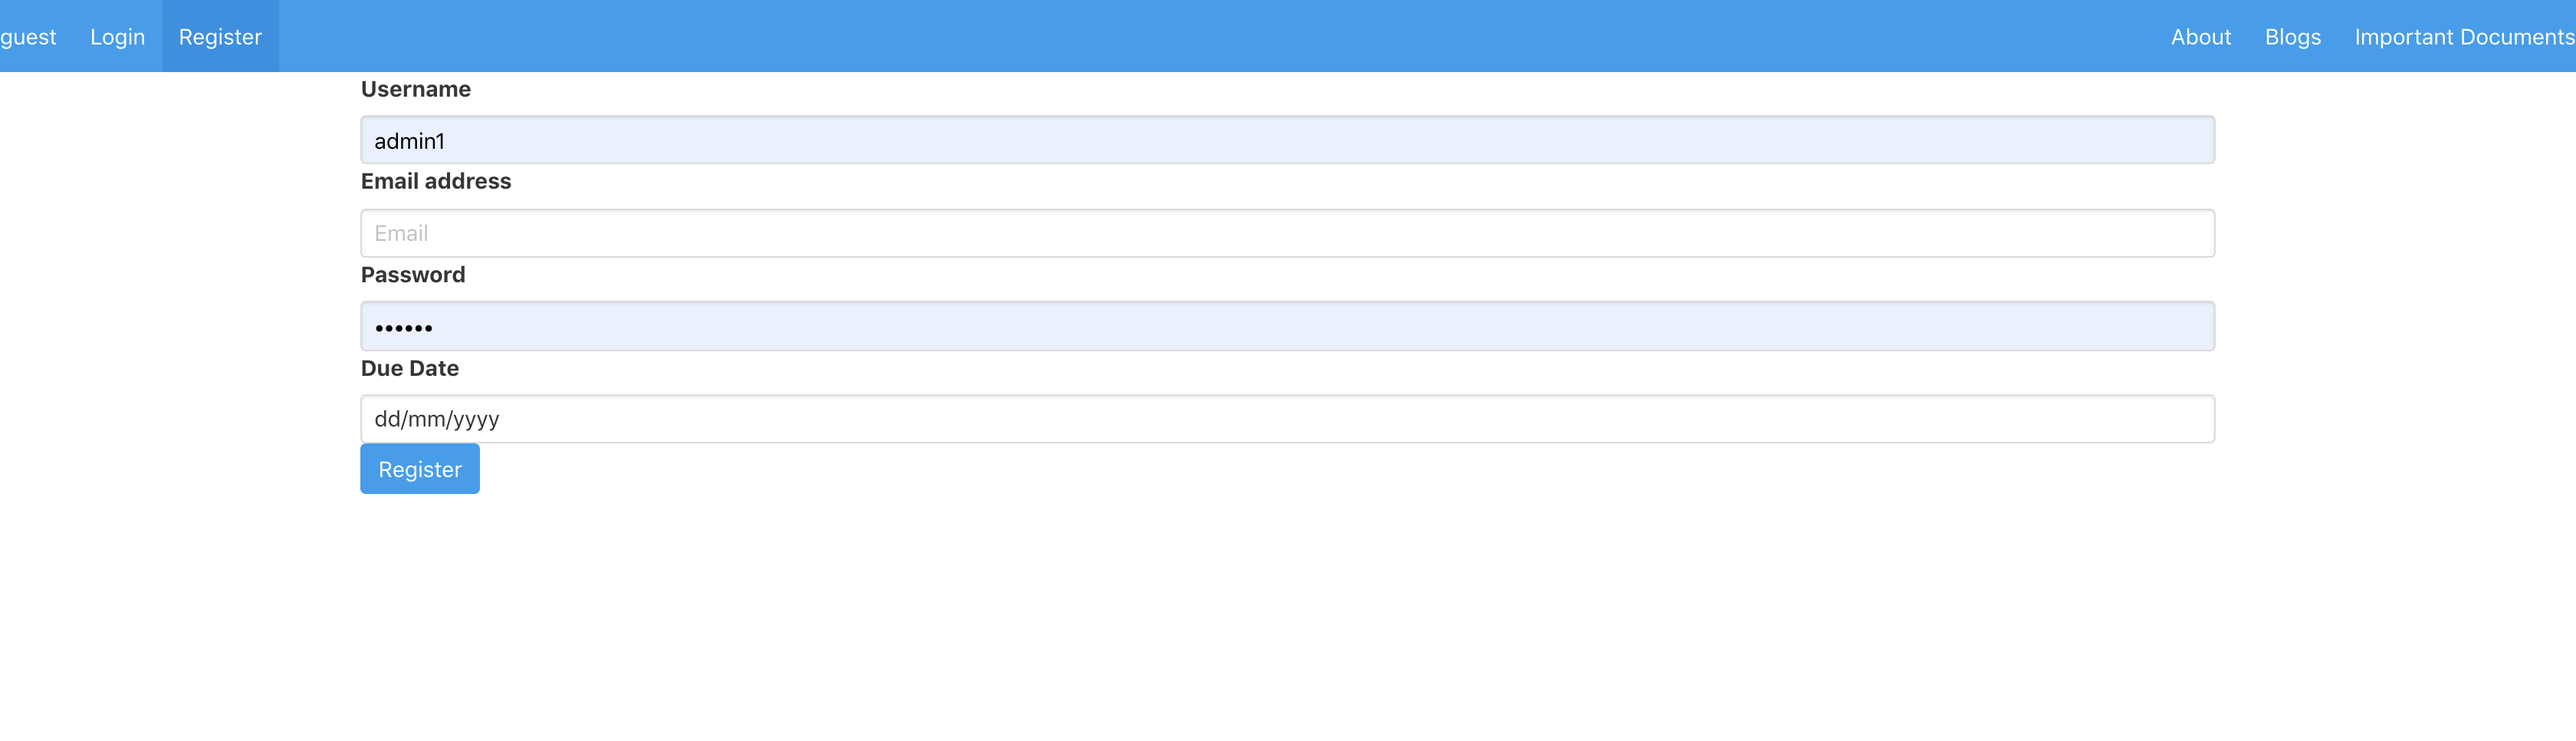 guest Login Register About Blogs Important Documents
Username
admin1
Email address
Email
Password
••••••
Due Date
dd/mm/yyyy
Register